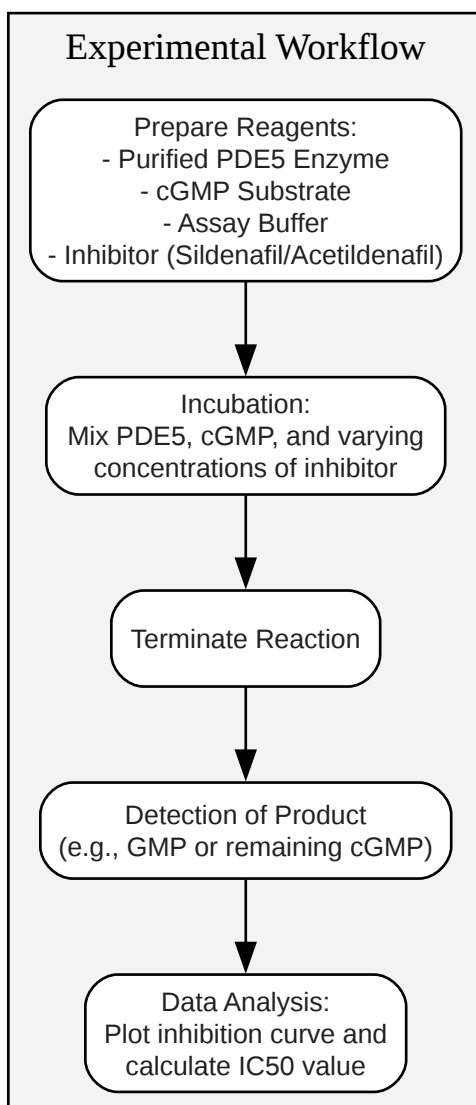 Experimental Workflow
Prepare Reagents:
- Purified PDE5 Enzyme
- cGMP Substrate
- Assay Buffer
- Inhibitor (Sildenafil/Acetildenafil)
Incubation:
Mix PDE5, cGMP, and varying
concentrations of inhibitor
Terminate Reaction
Detection of Product
(e.g., GMP or remaining cGMP)
Data Analysis:
Plot inhibition curve and
calculate IC50 value